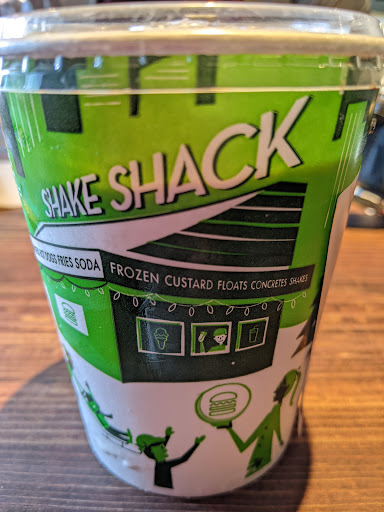 SHAKE SHACK
DOGS FRIES SODA
FROZEN CUSTARD FLOATS CONCRETES SHAKES